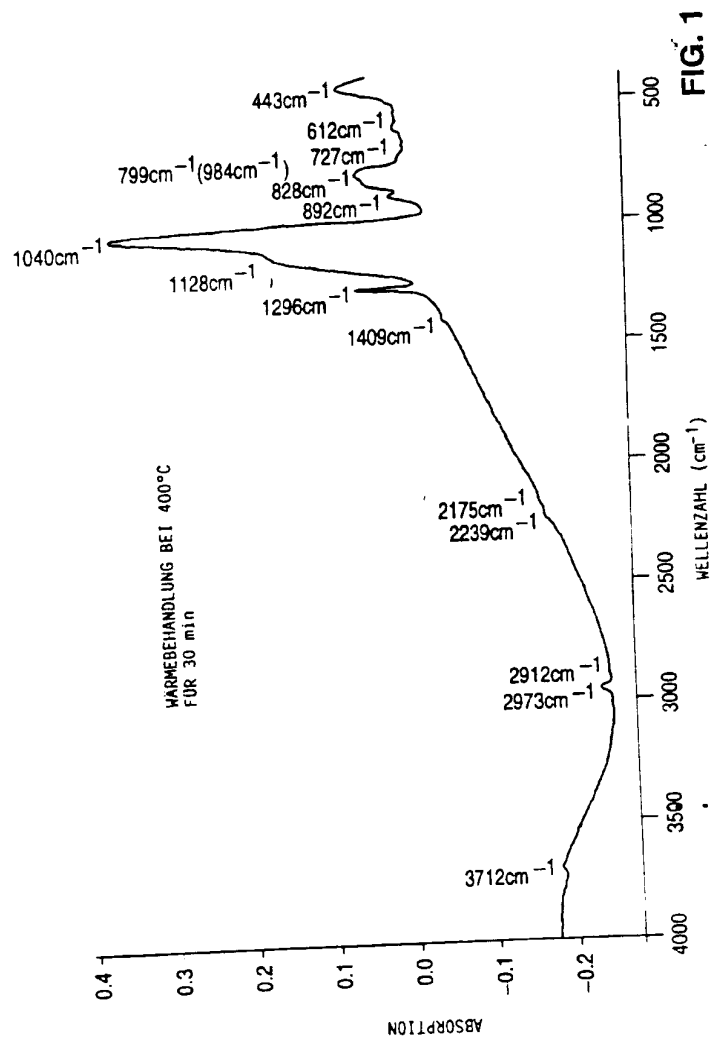 443cm⁻¹
612cm⁻¹
727cm⁻¹
799cm⁻¹(984cm⁻¹)
828cm⁻¹
892cm⁻¹
1040cm⁻¹
1128cm⁻¹
1296cm⁻¹
1409cm⁻¹
WÄRMEBEHANDLUNG BEI 400°C
FÜR 30 min
2175cm⁻¹
2239cm⁻¹
2912cm⁻¹
2973cm⁻¹
3712cm⁻¹
0.4
0.3
0.2
0.1
0.0
-0.1
-0.2
ABSORPTION
4000
3500
3000
2500
2000
1500
1000
500
WELLENZAHL (cm⁻¹)
FIG. 1